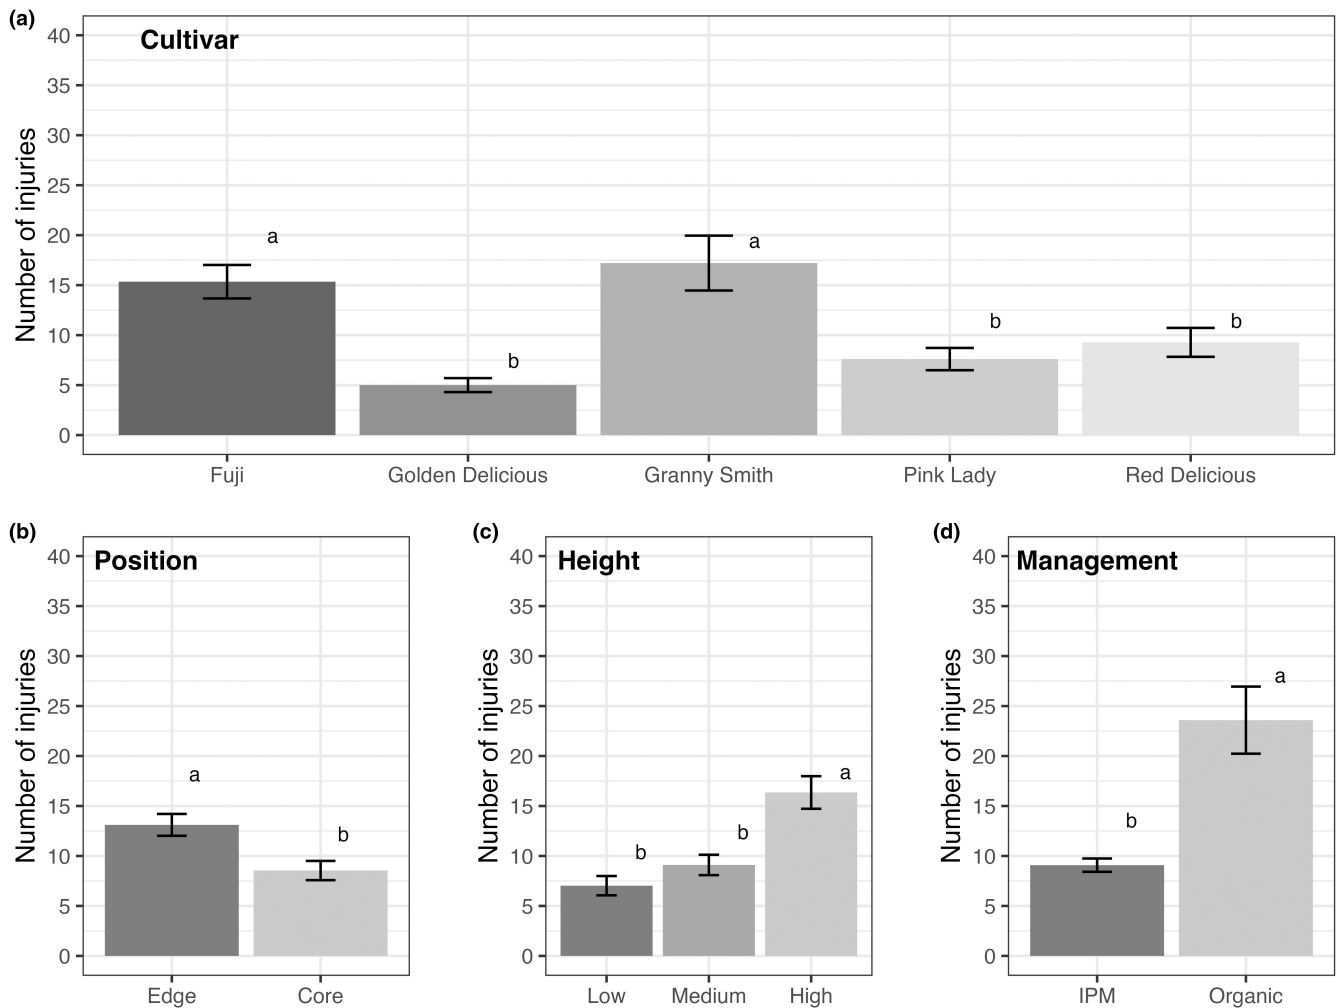 (a)
Cultivar
Number of injuries
40
35
30
25
20
15
10
5
0
a
b
a
b
b
Fuji
Golden Delicious
Granny Smith
Pink Lady
Red Delicious
(b)
Position
Number of injuries
40
35
30
25
20
15
10
5
0
a
b
Edge
Core
(c)
Height
Number of injuries
40
35
30
25
20
15
10
5
0
b
b
a
Low
Medium
High
(d)
Management
Number of injuries
40
35
30
25
20
15
10
5
0
b
a
IPM
Organic